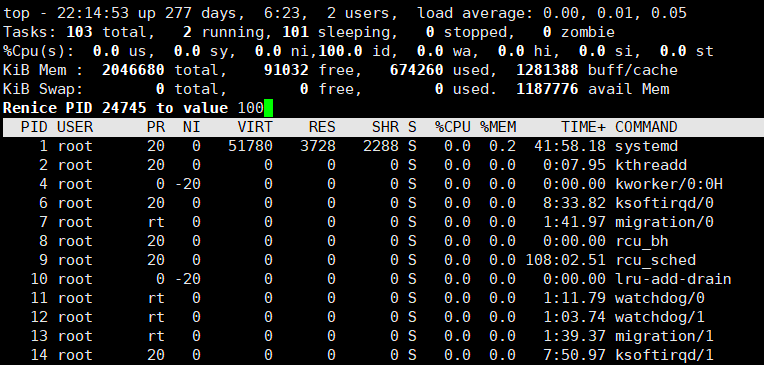 top - 22:14:53 up 277 days,  6:23,  2 users,  load average: 0.00, 0.01, 0.05
Tasks: 103 total,   2 running, 101 sleeping,   0 stopped,   0 zombie
%Cpu(s):  0.0 us,  0.0 sy,  0.0 ni,100.0 id,  0.0 wa,  0.0 hi,  0.0 si,  0.0 st
KiB Mem :  2046680 total,    91032 free,   674260 used,  1281388 buff/cache
KiB Swap:        0 total,        0 free,        0 used.  1187776 avail Mem
Renice PID 24745 to value 100
  PID USER      PR  NI    VIRT    RES    SHR S  %CPU %MEM     TIME+ COMMAND
    1 root      20   0   51780   3728   2288 S   0.0  0.2  41:58.18 systemd
    2 root      20   0       0      0      0 S   0.0  0.0   0:07.95 kthreadd
    4 root       0 -20       0      0      0 S   0.0  0.0   0:00.00 kworker/0:0H
    6 root      20   0       0      0      0 S   0.0  0.0   8:33.82 ksoftirqd/0
    7 root      rt   0       0      0      0 S   0.0  0.0   1:41.97 migration/0
    8 root      20   0       0      0      0 S   0.0  0.0   0:00.00 rcu_bh
    9 root      20   0       0      0      0 S   0.0  0.0 108:02.51 rcu_sched
   10 root       0 -20       0      0      0 S   0.0  0.0   0:00.00 lru-add-drain
   11 root      rt   0       0      0      0 S   0.0  0.0   1:11.79 watchdog/0
   12 root      rt   0       0      0      0 S   0.0  0.0   1:03.74 watchdog/1
   13 root      rt   0       0      0      0 S   0.0  0.0   1:39.37 migration/1
   14 root      20   0       0      0      0 S   0.0  0.0   7:50.97 ksoftirqd/1